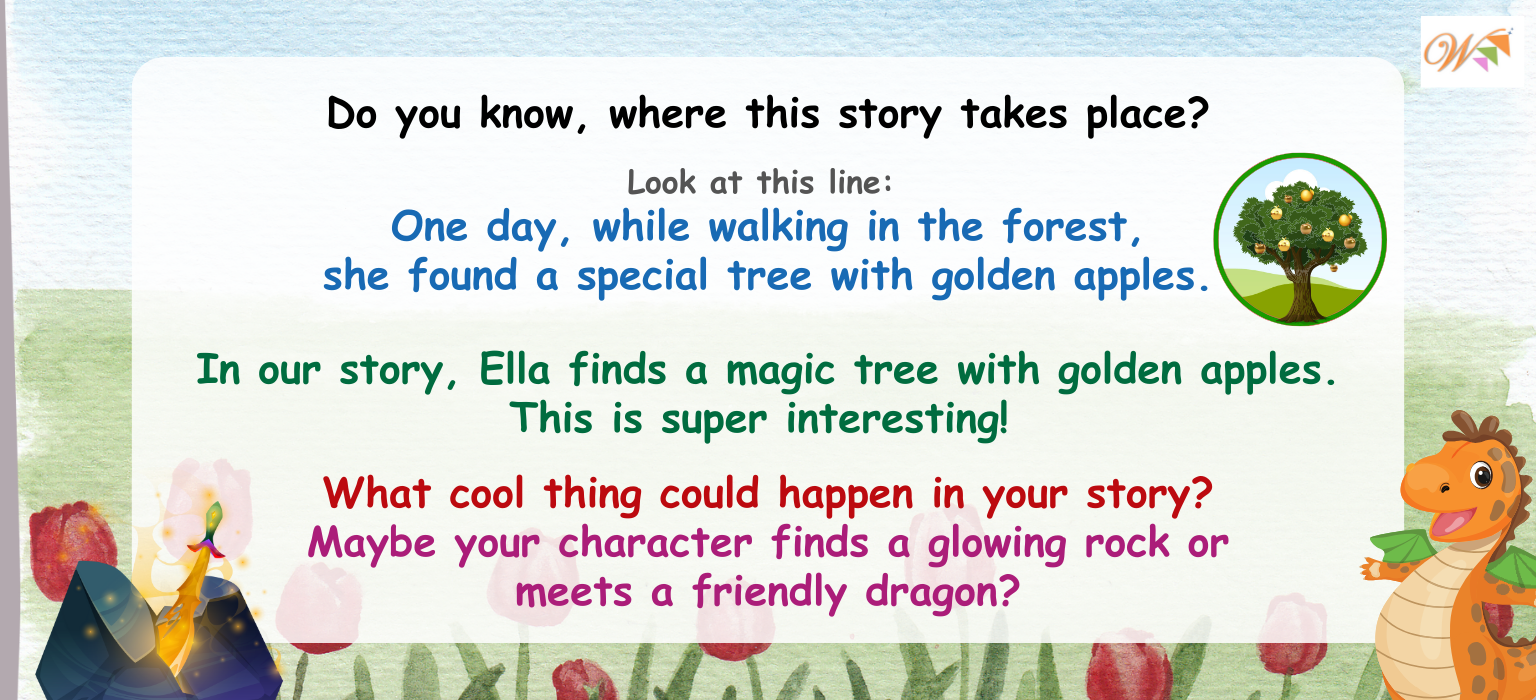 Do you know, where this story takes place?
Look at this line:
One day, while walking in the forest,
she found a special tree with golden apples.
In our story, Ella finds a magic tree with golden apples.
This is super interesting!
What cool thing could happen in your story?
Maybe your character finds a glowing rock or
meets a friendly dragon?